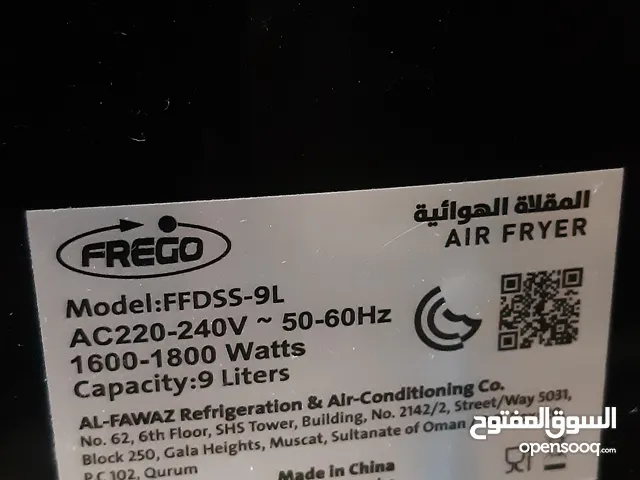 FREGO
المقلاة الهوائية
AIR FRYER
Model:FFDSS-9L
AC220-240V ~ 50-60Hz
1600-1800 Watts
Capacity:9 Liters
AL-FAWAZ Refrigeration & Air-Conditioning Co.
No. 62, 6th Floor, SHS Tower, Building, No. 2142/2, Street/Way 5031,
Block 250, Gala Heights, Muscat, Sultanate of Oman
P.C 102, Qurum
Made in China
السوق المفتوح
opensooq.com